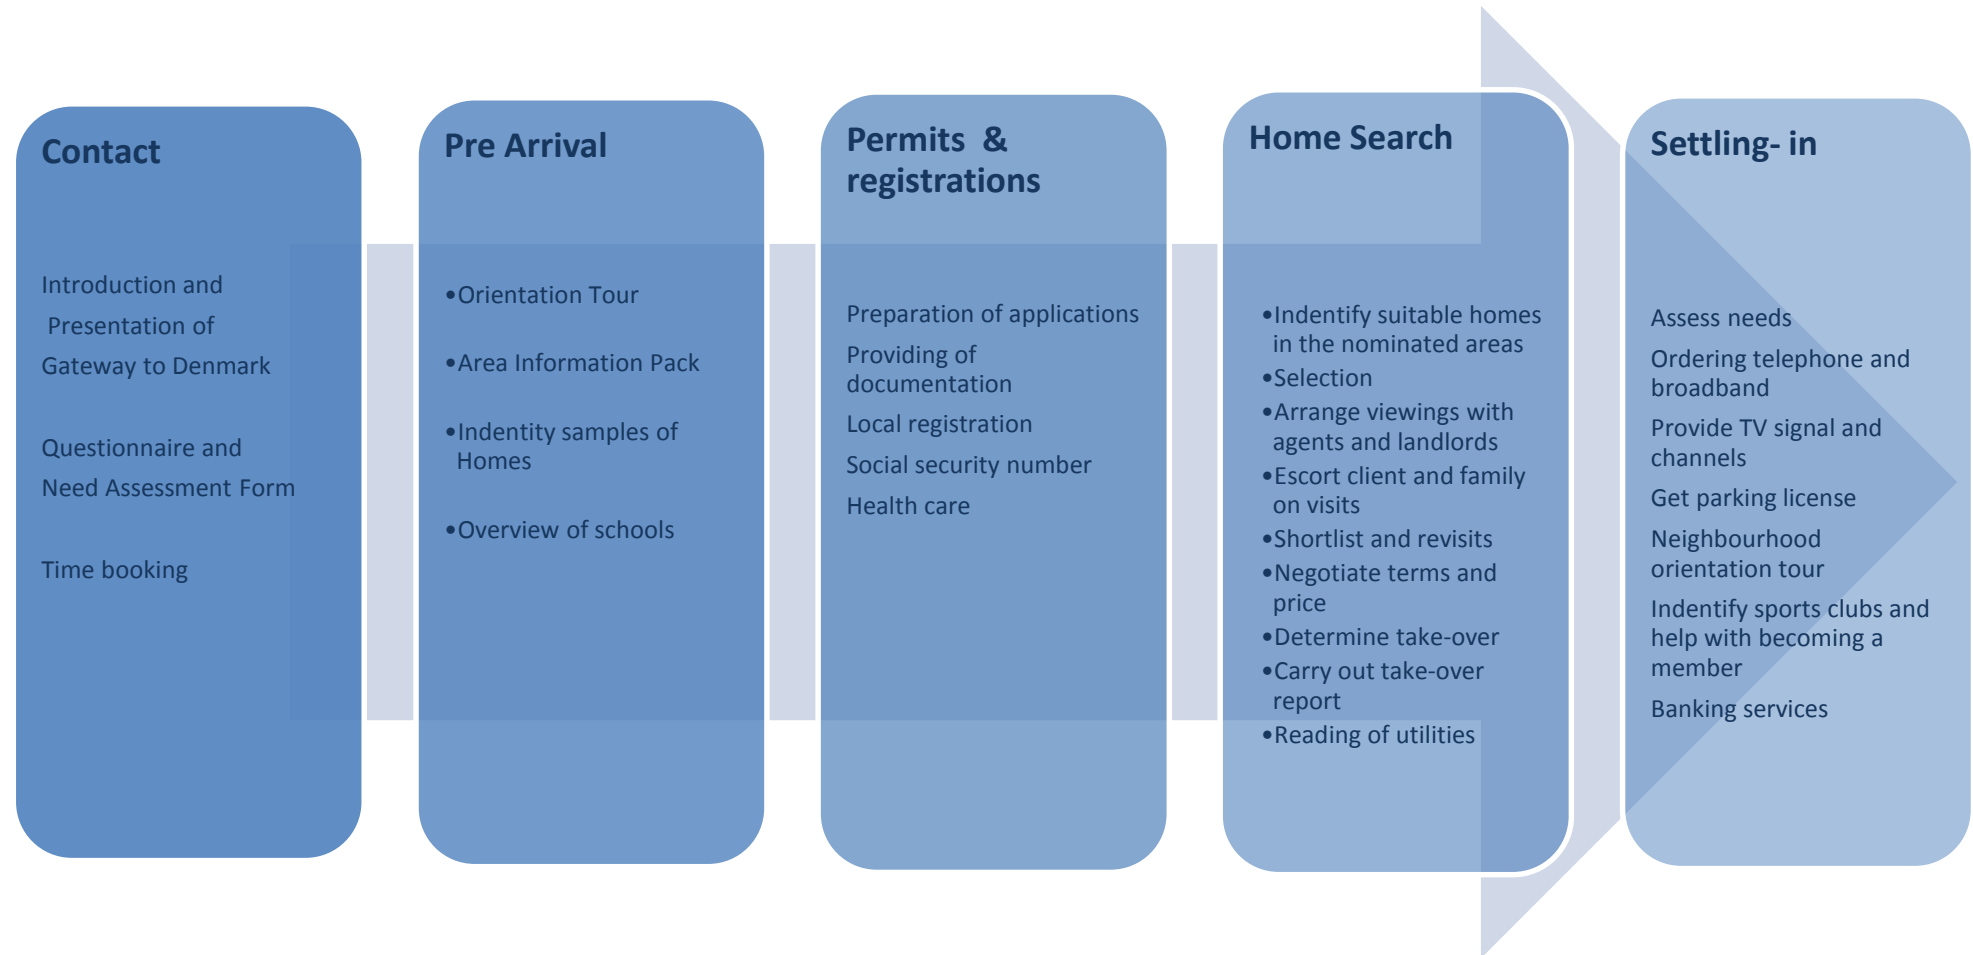 Contact
Introduction and
Presentation of
Gateway to Denmark
Questionnaire and
Need Assessment Form
Time booking
Pre Arrival
•Orientation Tour
•Area Information Pack
•Indentity samples of
Homes
•Overview of schools
Permits &
registrations
Preparation of applications
Providing of
documentation
Local registration
Social security number
Health care
Home Search
•Indentify suitable homes
in the nominated areas
•Selection
•Arrange viewings with
agents and landlords
•Escort client and family
on visits
•Shortlist and revisits
•Negotiate terms and
price
•Determine take-over
•Carry out take-over
report
•Reading of utilities
Settling- in
Assess needs
Ordering telephone and
broadband
Provide TV signal and
channels
Get parking license
Neighbourhood
orientation tour
Indentify sports clubs and
help with becoming a
member
Banking services